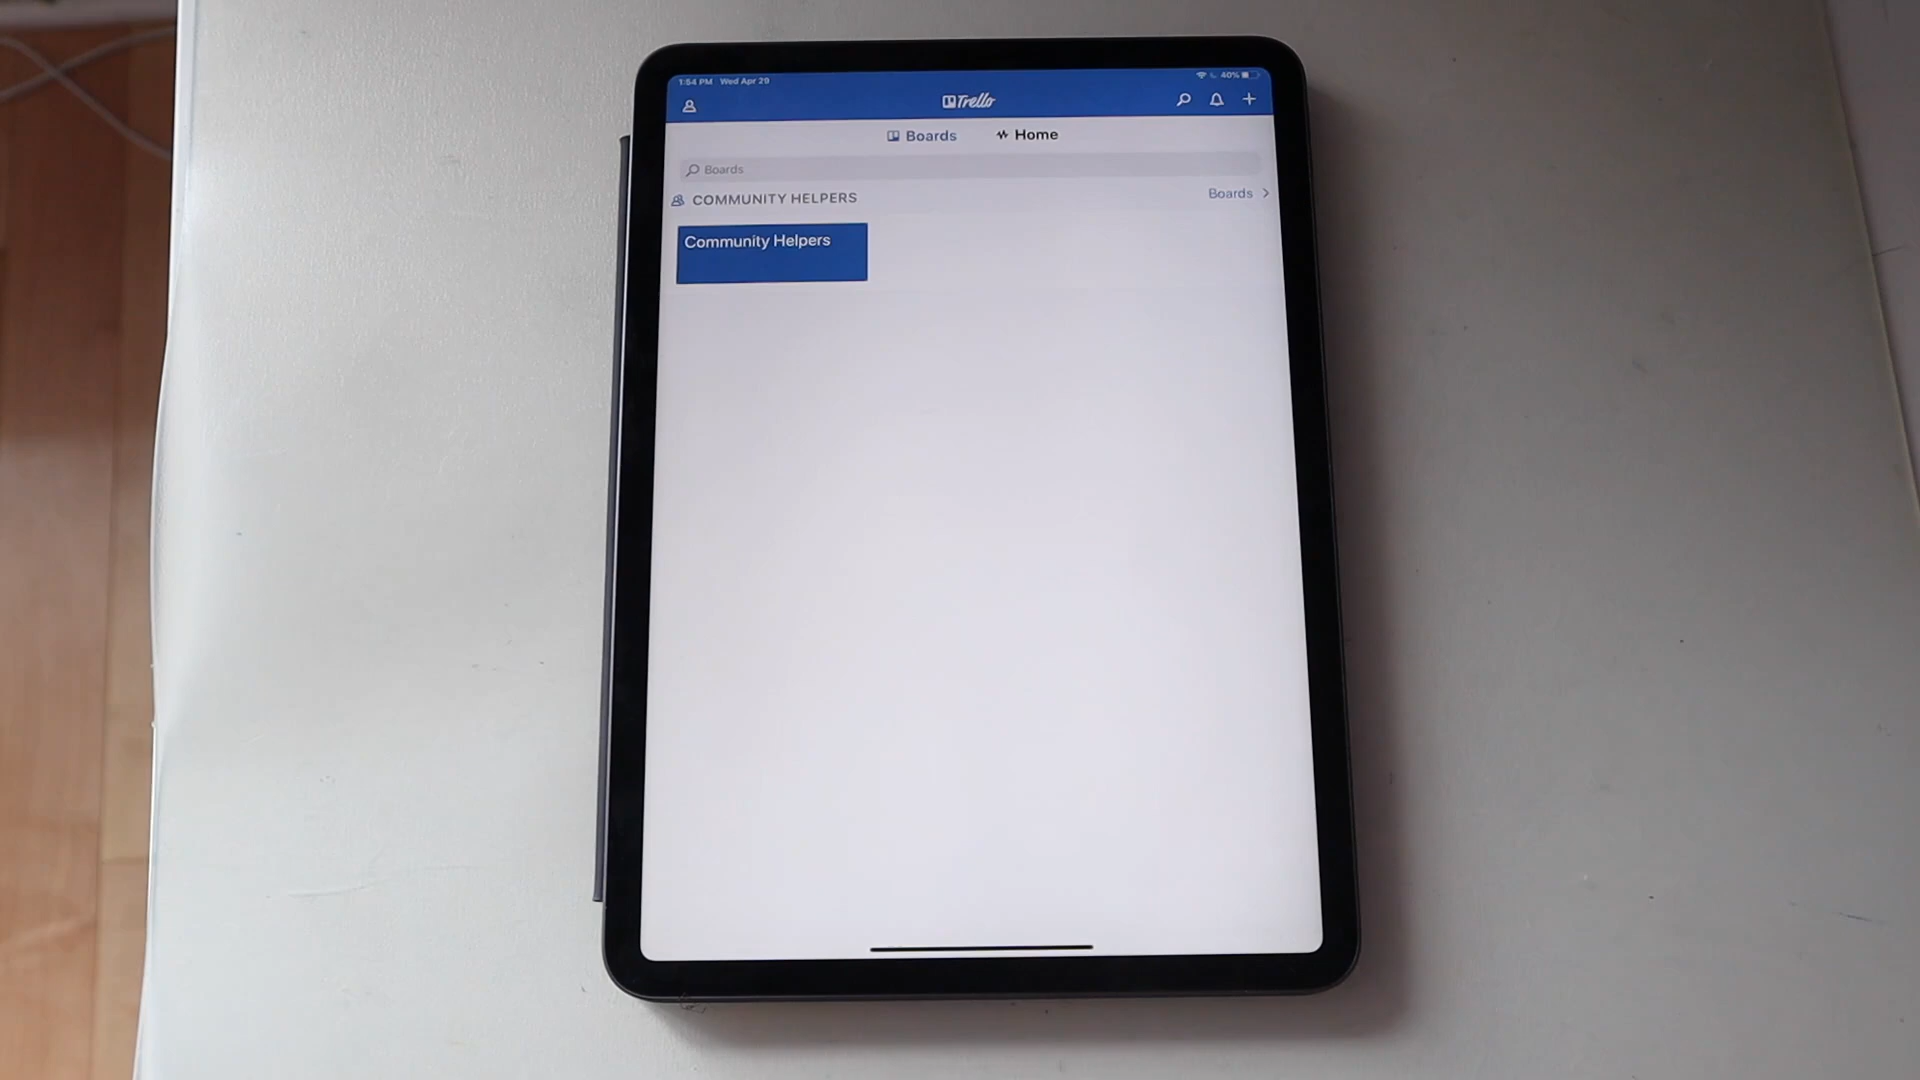 1:54 PM Wed Apr 29
40%
Trello
Boards
Home
Boards
COMMUNITY HELPERS
Boards
Community Helpers